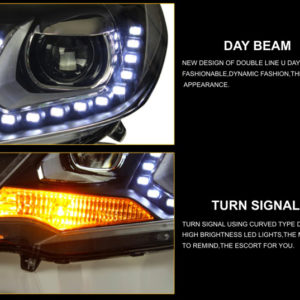 DAY BEAM
NEW DESIGN OF DOUBLE LINE U DAY
FASHIONABLE,DYNAMIC FASHION,TH
APPEARANCE.
TURN SIGNAL
TURN SIGNAL USING CURVED TYPE D
HIGH BRIGHTNESS LED LIGHTS,THE M
TO REMIND,THE ESCORT FOR YOU.